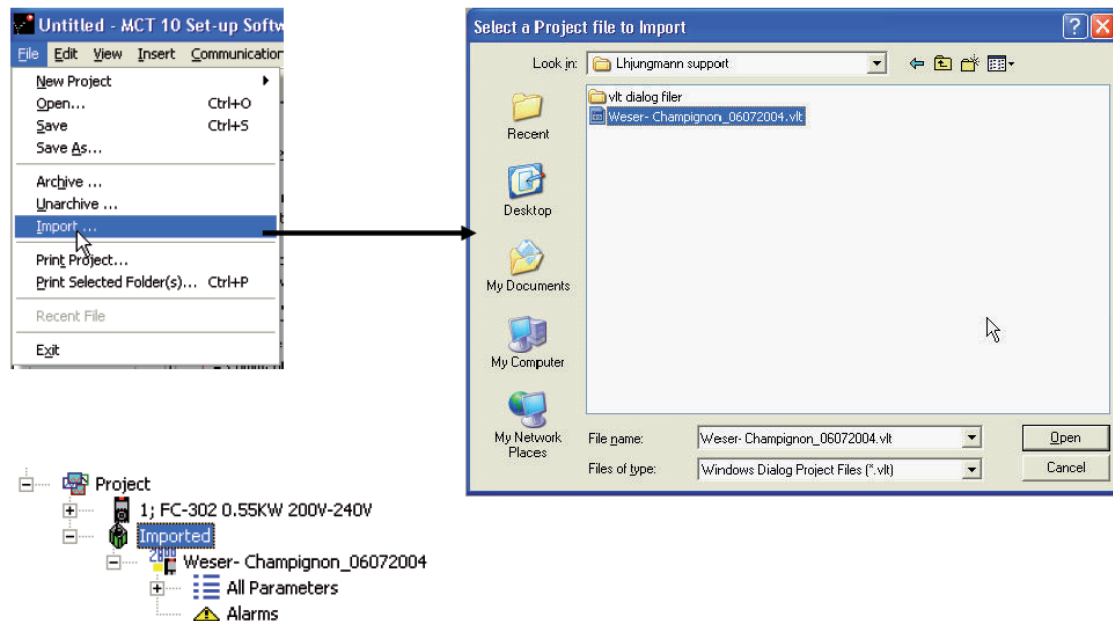 Untitled - MCT 10 Set-up Softw
File Edit View Insert Communication
New Project
Open... Ctrl+O
Save Ctrl+S
Save As...
Archive ...
Unarchive ...
Import ...
Print Project...
Print Selected Folder(s)... Ctrl+P
Recent File
Exit
Select a Project file to Import
Look in: Lhjungmann support
vlt dialog filer
Weser- Champignon_06072004.vlt
Recent
Desktop
My Documents
My Computer
My Network
Places
File name: Weser- Champignon_06072004.vlt Open
Files of type: Windows Dialog Project Files (*.vlt) Cancel
Project
1; FC-302 0.55KW 200V-240V
Imported
Weser- Champignon_06072004
All Parameters
Alarms